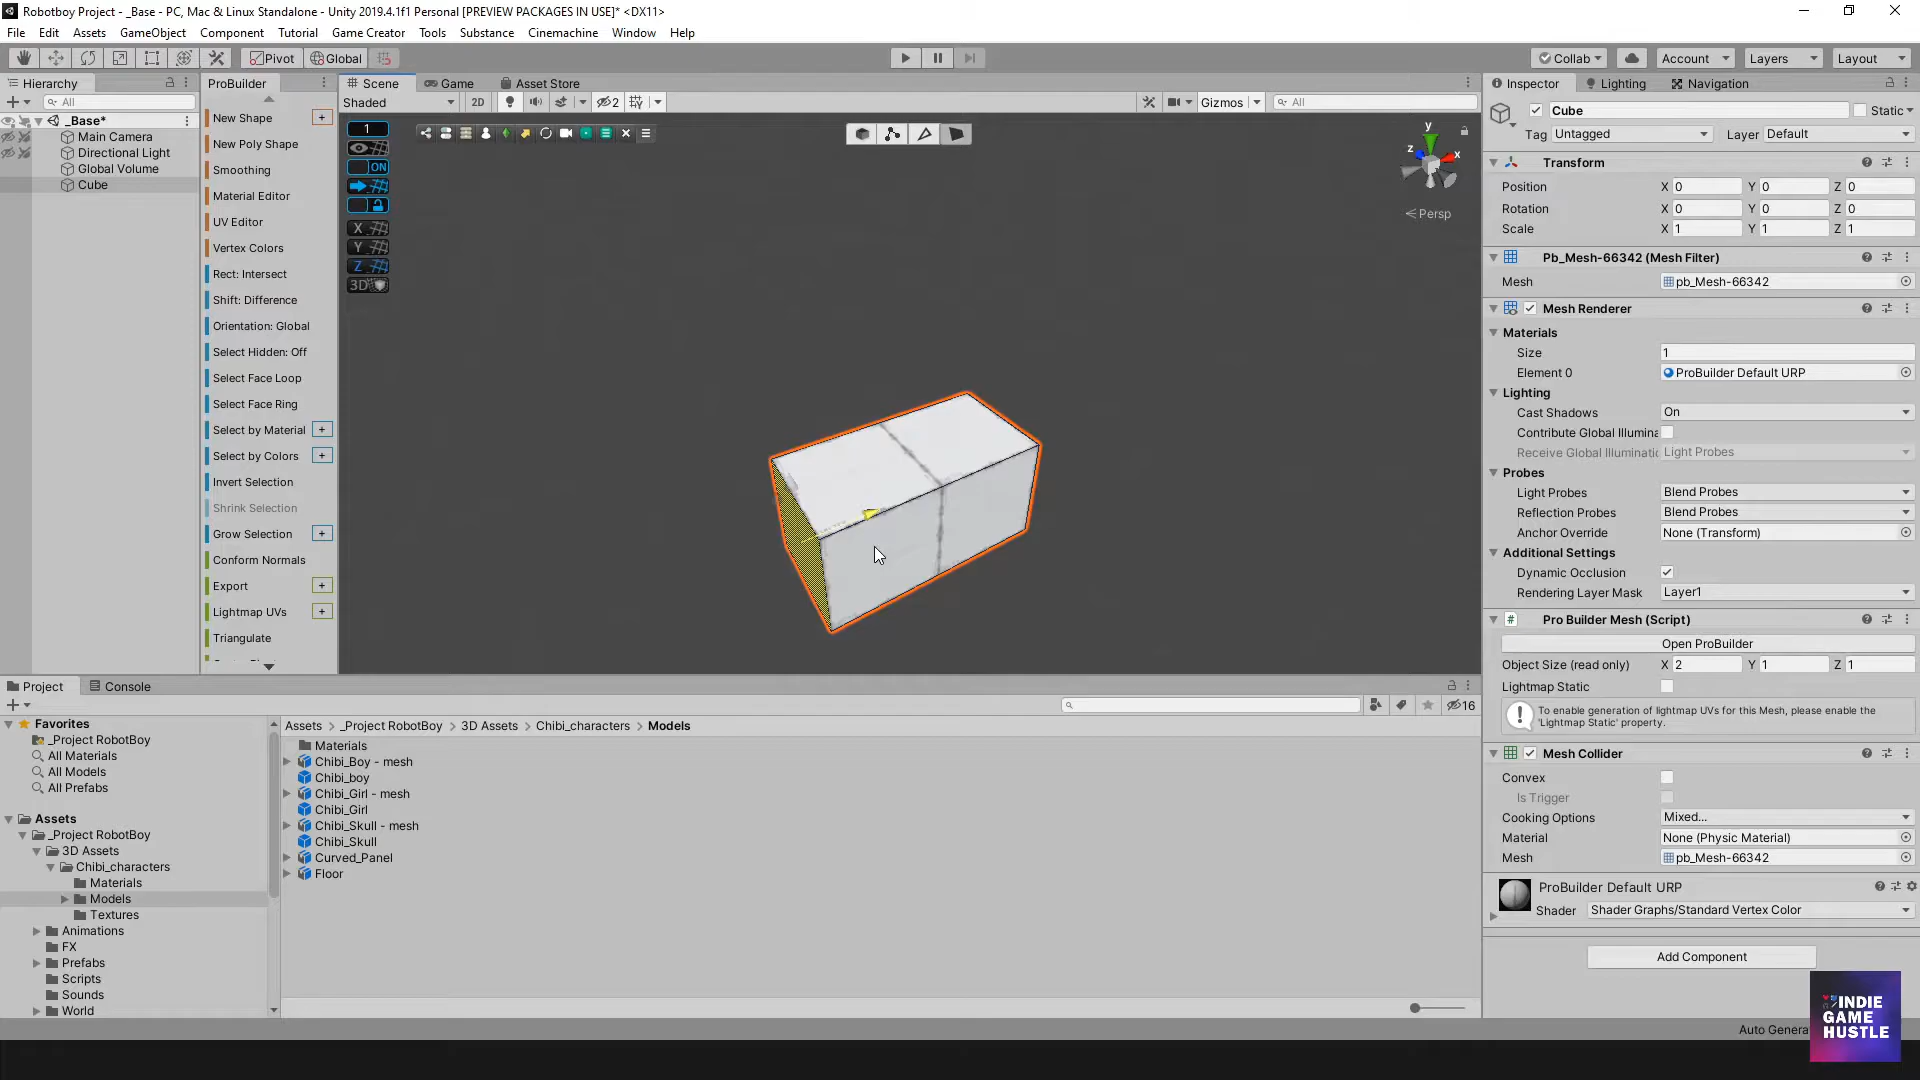 Robotboy Project - _Base - PC, Mac & Linux Standalone - Unity 2019.4.1f1 Personal [PREVIEW PACKAGES IN USE]* <DX11>
File Edit Assets GameObject Component Tutorial Game Creator Tools Substance Cinemachine Window Help
Pivot Global Collab Account Layers Layout
Hierarchy
All
_Base*
Main Camera
Directional Light
Global Volume
Cube
ProBuilder
New Shape +
New Poly Shape
Smoothing
Material Editor
UV Editor
Vertex Colors
Rect: Intersect
Shift: Difference
Orientation: Global
Select Hidden: Off
Select Face Loop
Select Face Ring
Select by Material +
Select by Colors +
Invert Selection
Shrink Selection
Grow Selection +
Conform Normals
Export +
Lightmap UVs +
Triangulate
Scene Game Asset Store
Shaded 2D 2 Gizmos All
1
ON
X
Y
Z
3D
y
z x
Persp
Inspector Lighting Navigation
Cube Static
Tag Untagged Layer Default
Transform
Position X 0 Y 0 Z 0
Rotation X 0 Y 0 Z 0
Scale X 1 Y 1 Z 1
Pb_Mesh-66342 (Mesh Filter)
Mesh pb_Mesh-66342
Mesh Renderer
Materials
Size 1
Element 0 ProBuilder Default URP
Lighting
Cast Shadows On
Contribute Global Illumina
Receive Global Illuminati Light Probes
Probes
Light Probes Blend Probes
Reflection Probes Blend Probes
Anchor Override None (Transform)
Additional Settings
Dynamic Occlusion
Rendering Layer Mask Layer1
Pro Builder Mesh (Script)
Open ProBuilder
Object Size (read only) X 2 Y 1 Z 1
Lightmap Static
To enable generation of lightmap UVs for this Mesh, please enable the
'Lightmap Static' property.
Mesh Collider
Convex
Is Trigger
Cooking Options Mixed...
Material None (Physic Material)
Mesh pb_Mesh-66342
ProBuilder Default URP
Shader Shader Graphs/Standard Vertex Color
Add Component
Project Console
16
Favorites
_Project RobotBoy
All Materials
All Models
All Prefabs
Assets
_Project RobotBoy
3D Assets
Chibi_characters
Materials
Models
Textures
Animations
FX
Prefabs
Scripts
Sounds
World
Assets > _Project RobotBoy > 3D Assets > Chibi_characters > Models
Materials
Chibi_Boy - mesh
Chibi_boy
Chibi_Girl - mesh
Chibi_Girl
Chibi_Skull - mesh
Chibi_Skull
Curved_Panel
Floor
Auto Genera
INDIE
GAME
HUSTLE